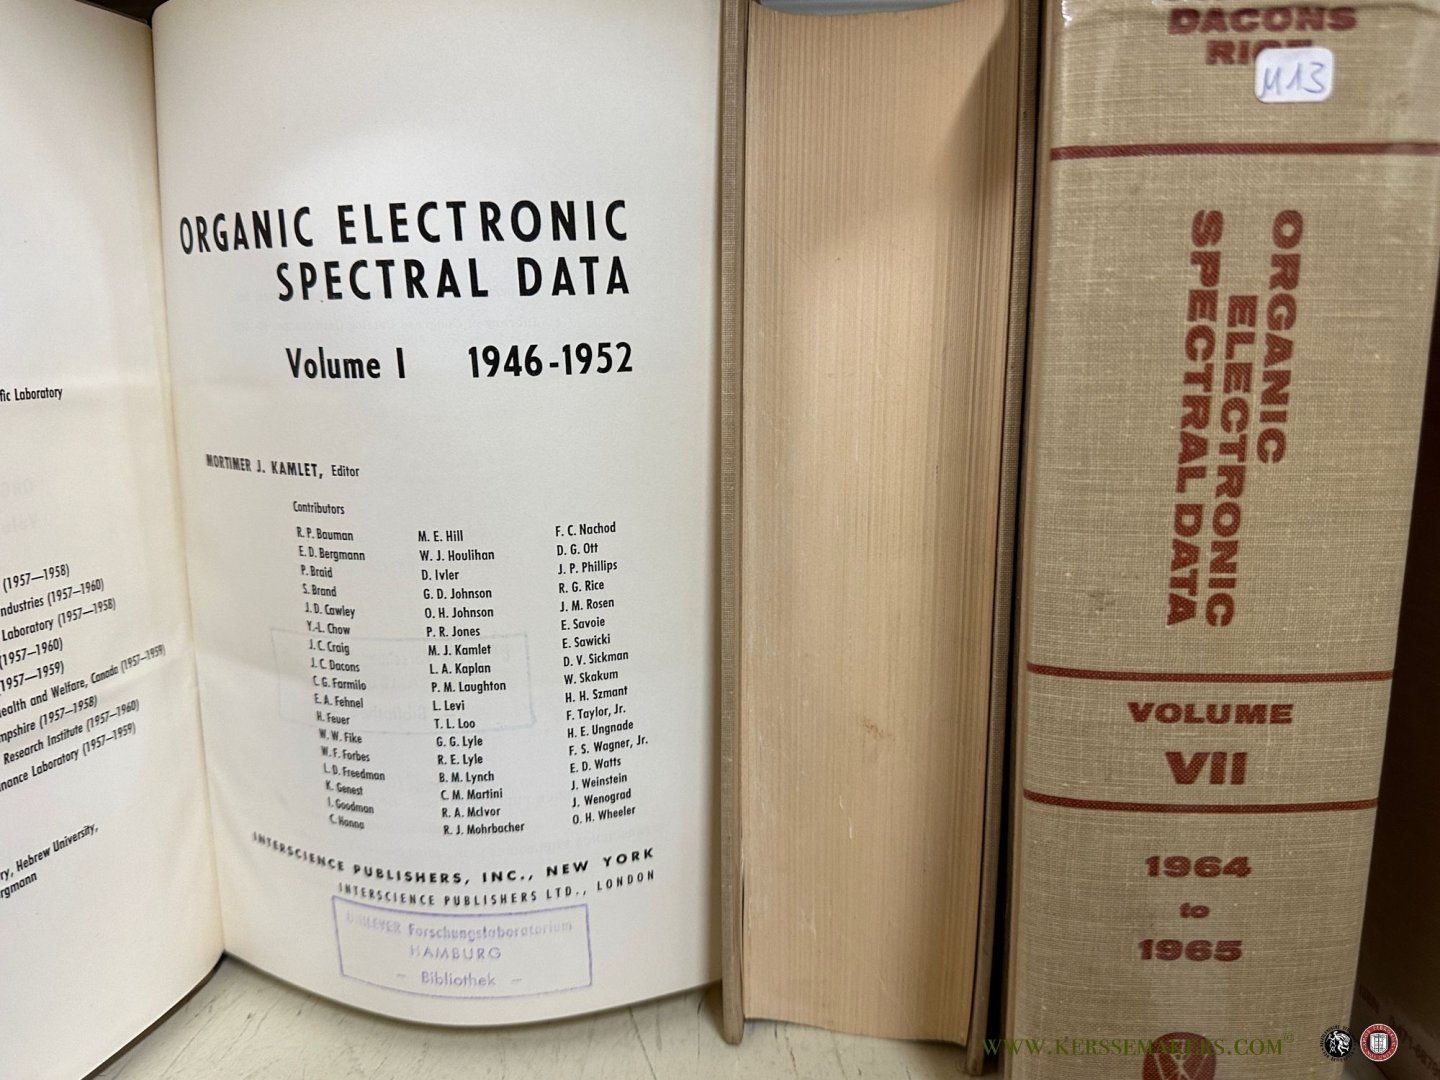 fic Laboratory
(1957—1958)
ndustries (1957—1960)
Laboratory (1957—1958)
(1957—1960)
1957—1959)
ealth and Welfare, Canada (1957—1959)
mpshire (1957—1958)
Research Institute (1957—1960)
nance Laboratory (1957—1959)
ry, Hebrew University,
rgmann
ORGANIC ELECTRONIC
SPECTRAL DATA
Volume I 1946-1952
MORTIMER J. KAMLET, Editor
Contributors
R. P. Bauman
E. D. Bergmann
P. Braid
S. Brand
J. D. Cawley
Y.-L. Chow
J. C. Craig
J. C. Dacons
C. G. Farmilo
E. A. Fehnel
H. Feuer
W. W. Fike
W. F. Forbes
L. D. Freedman
K. Genest
I. Goodman
C. Hanna
M. E. Hill
W. J. Houlihan
D. Ivler
G. D. Johnson
O. H. Johnson
P. R. Jones
M. J. Kamlet
L. A. Kaplan
P. M. Laughton
L. Levi
T. L. Loo
G. G. Lyle
R. E. Lyle
B. M. Lynch
C. M. Martini
R. A. McIvor
R. J. Mohrbacher
F. C. Nachod
D. G. Ott
J. P. Phillips
R. G. Rice
J. M. Rosen
E. Savoie
E. Sawicki
D. V. Sickman
W. Skakum
H. H. Szmant
F. Taylor, Jr.
H. E. Ungnade
F. S. Wagner, Jr.
E. D. Watts
J. Weinstein
J. Wenograd
O. H. Wheeler
INTERSCIENCE PUBLISHERS, INC., NEW YORK
INTERSCIENCE PUBLISHERS LTD., LONDON
UNILEVER Forschungslaboratorium
HAMBURG
— Bibliothek —
DACONS
RICE
M13
ORGANIC
ELECTRONIC
SPECTRAL DATA
VOLUME
VII
1964
to
1965
WWW.KERSSEMAKERS.COM©